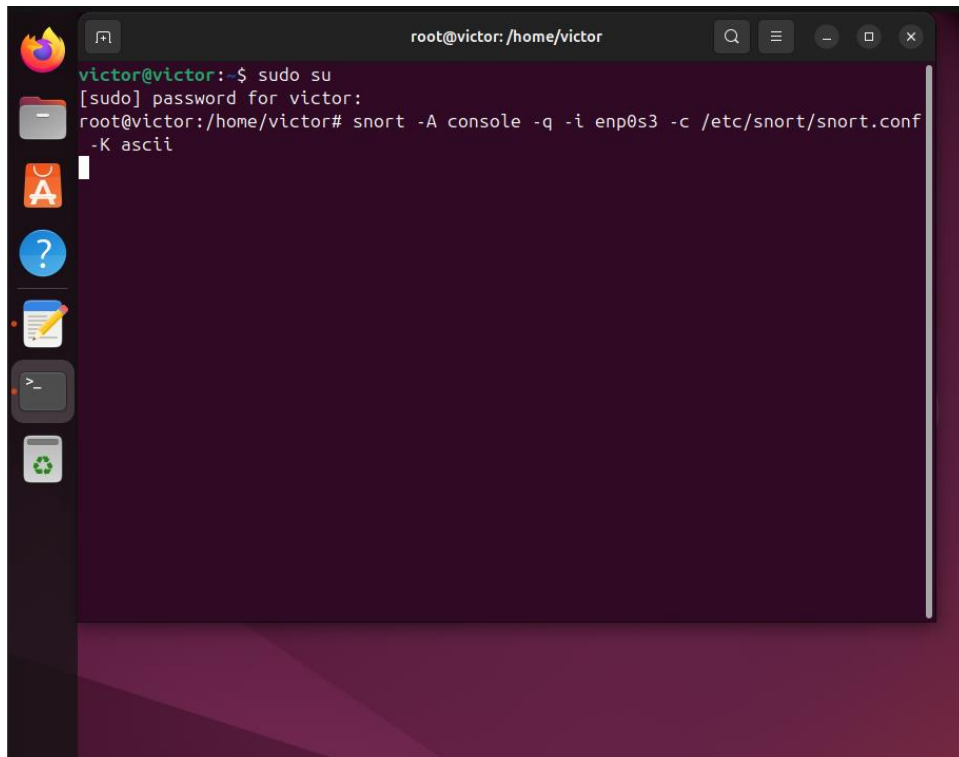 root@victor: /home/victor
victor@victor:~$ sudo su
[sudo] password for victor:
root@victor:/home/victor# snort -A console -q -i enp0s3 -c /etc/snort/snort.conf
-K ascii